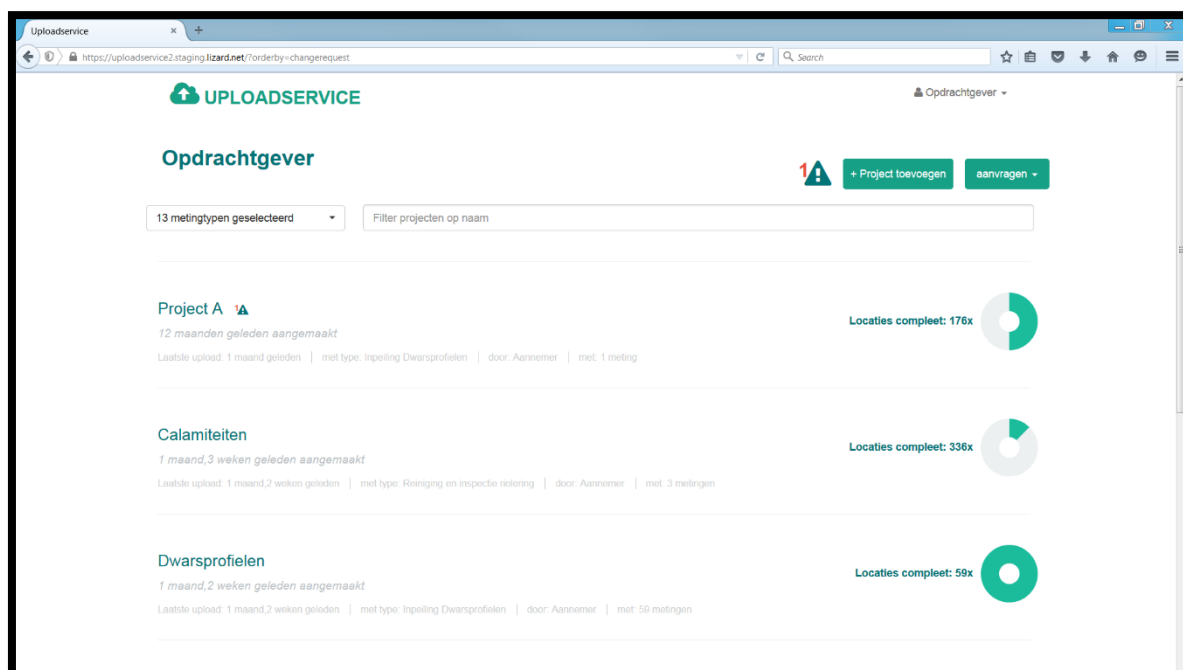 Uploadservice × +
https://uploadservice2.staging.lizard.net/?orderby=changerequest Search
UPLOADSERVICE Opdrachtgever
Opdrachtgever
1 + Project toevoegen aanvragen
13 metingtypen geselecteerd Filter projecten op naam
Project A 1
Locaties compleet: 176x
12 maanden geleden aangemaakt
Laatste upload: 1 maand geleden | met type: Inpeiling Dwarsprofielen | door: Aannemer | met: 1 meting
Calamiteiten
Locaties compleet: 336x
1 maand,3 weken geleden aangemaakt
Laatste upload: 1 maand,2 weken geleden | met type: Reiniging en inspectie riolering | door: Aannemer | met: 3 metingen
Dwarsprofielen
Locaties compleet: 59x
1 maand,2 weken geleden aangemaakt
Laatste upload: 1 maand,2 weken geleden | met type: Inpeiling Dwarsprofielen | door: Aannemer | met: 59 metingen